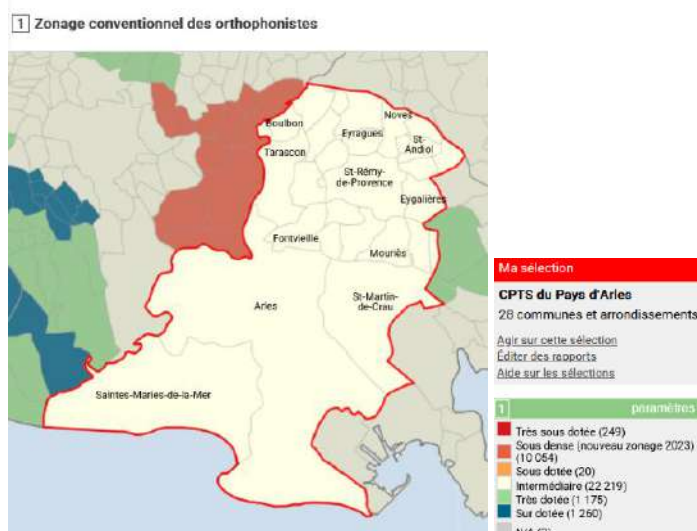 1 Zonage conventionnel des orthophonistes
Boulbon
Noves
Eyragues
St-
Andiol
Tarascon
St-Rémy-
de-Provence
Eygalières
Fontvieille
Mouriès
Arles
St-Martin-
de-Crau
Saintes-Maries-de-la-Mer
Ma sélection
CPTS du Pays d'Arles
28 communes et arrondissements
Agir sur cette sélection
Éditer des rapports
Aide sur les sélections
1 paramètres
Très sous dotée (249)
Sous dense (nouveau zonage 2023)
(10 054)
Sous dotée (20)
Intermédiaire (22 219)
Très dotée (1 175)
Sur dotée (1 260)